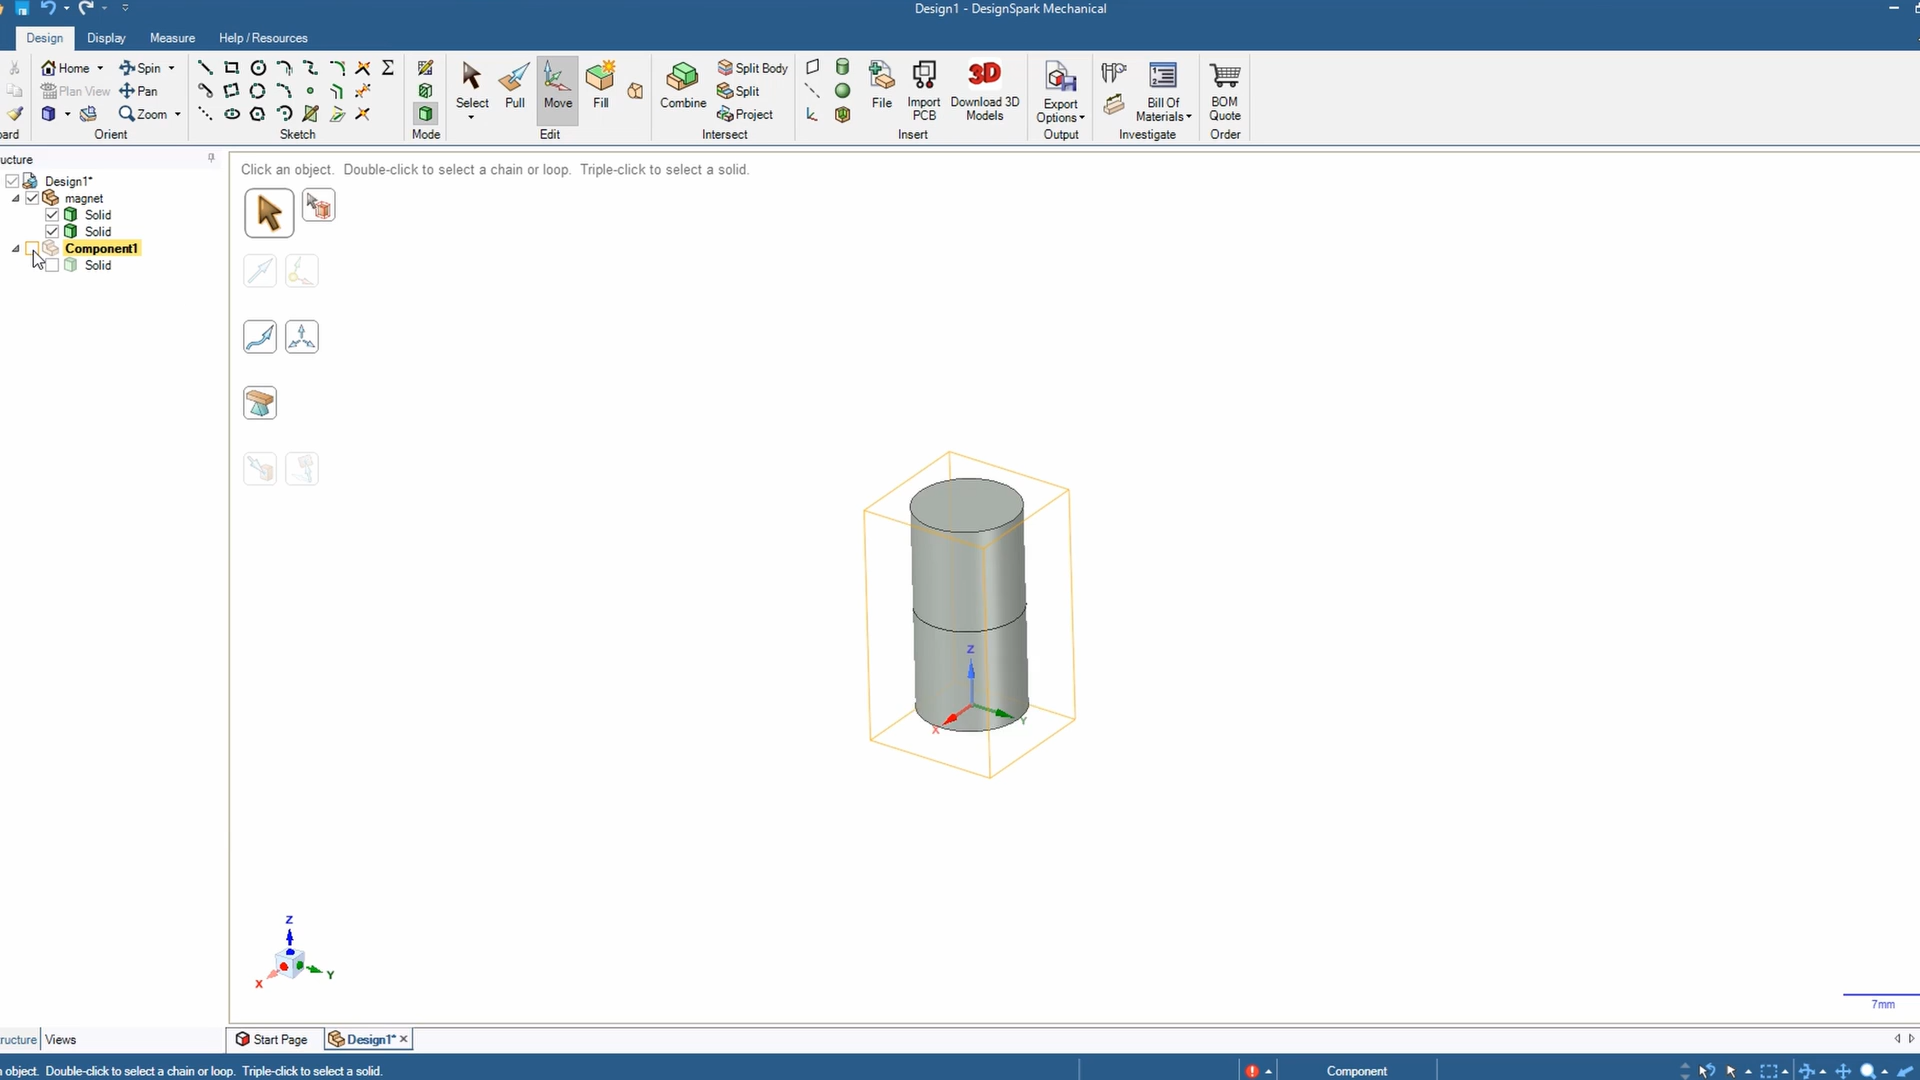 Design1 - DesignSpark Mechanical
Design Display Measure Help / Resources
Home Spin Select Pull Move Fill Combine Split Body File Import PCB Download 3D Models Export Options Bill Of Materials BOM Quote
Plan View Pan Split
Zoom Project
ard Orient Sketch Mode Edit Intersect Insert Output Investigate Order
ucture
Click an object. Double-click to select a chain or loop. Triple-click to select a solid.
Design1*
magnet
Solid
Solid
Component1
Solid
Z
X
Y
Z
X
Y
7mm
ructure Views Start Page Design1*
object. Double-click to select a chain or loop. Triple-click to select a solid.
Component